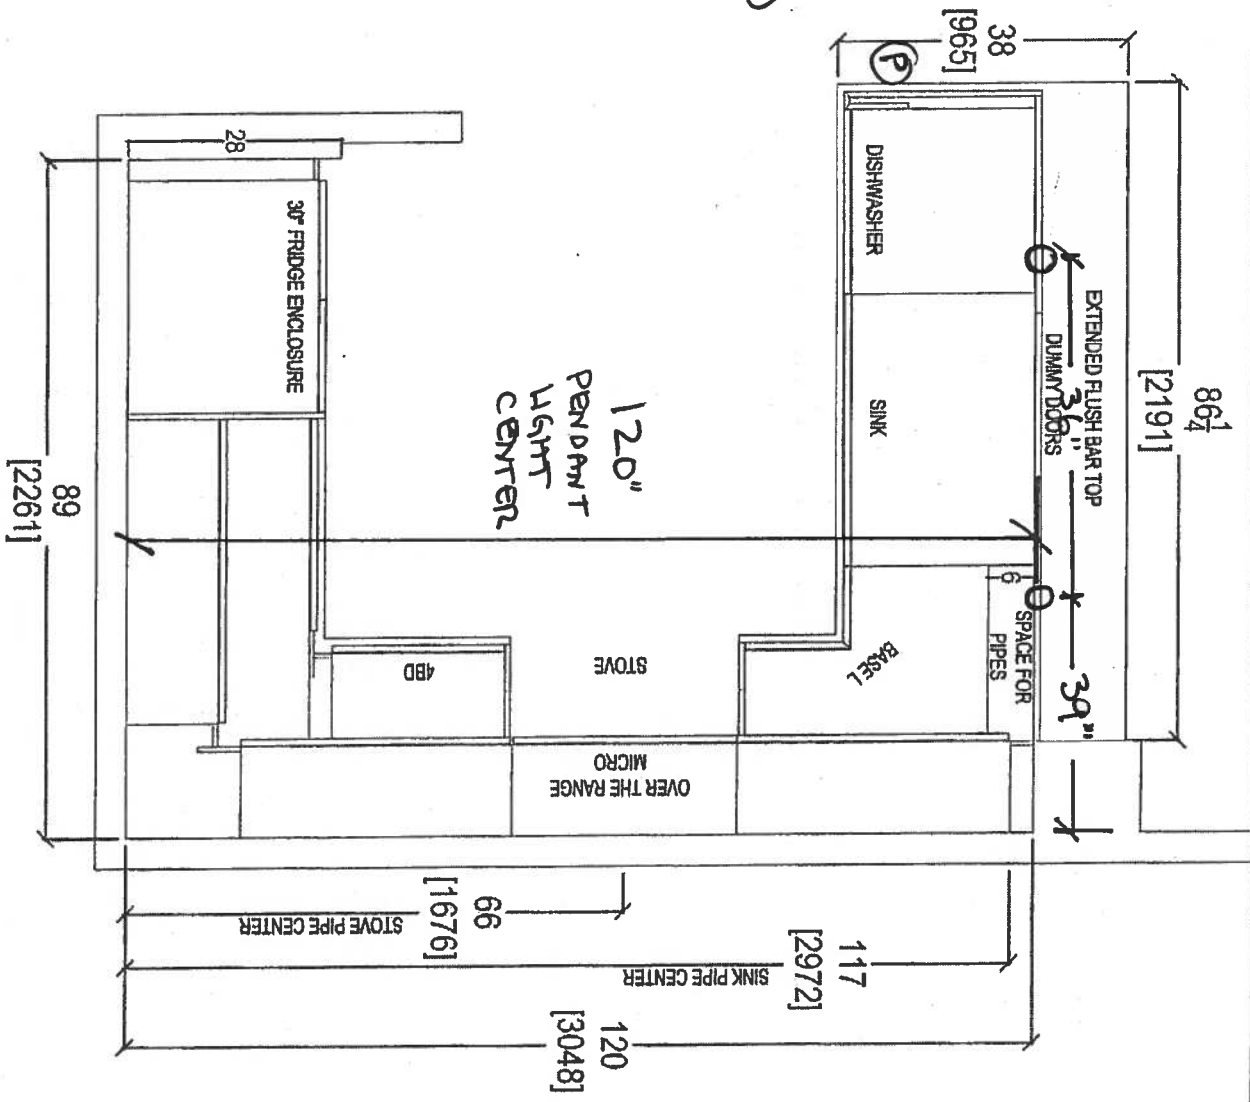 38
[965]
P
86 1/4
[2191]
28
DISHWASHER
30" FRIDGE ENCLOSURE
EXTENDED FLUSH BAR TOP
DUMMY DOORS
36"
SINK
120"
PENDANT
LIGHT
CENTER
89
[2261]
6
SPACE FOR
PIPES
39"
BASEL
STOVE
4BD
OVER THE RANGE
MICRO
66
[1676]
STOVE PIPE CENTER
117
[2972]
SINK PIPE CENTER
120
[3048]